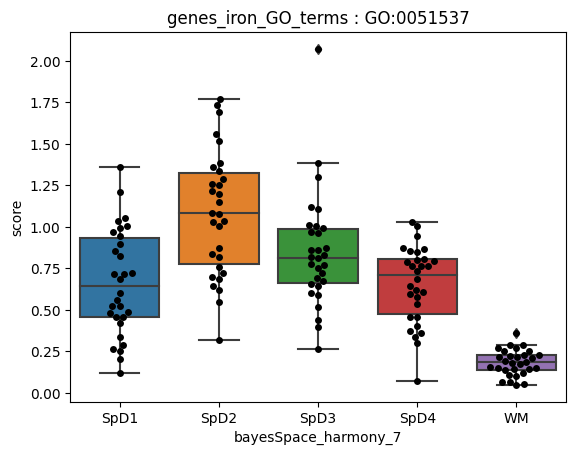 genes_iron_GO_terms : GO:0051537
2.00
1.75
1.50
1.25
1.00
0.75
0.50
0.25
0.00
score
SpD1 SpD2 SpD3 SpD4 WM
bayesSpace_harmony_7